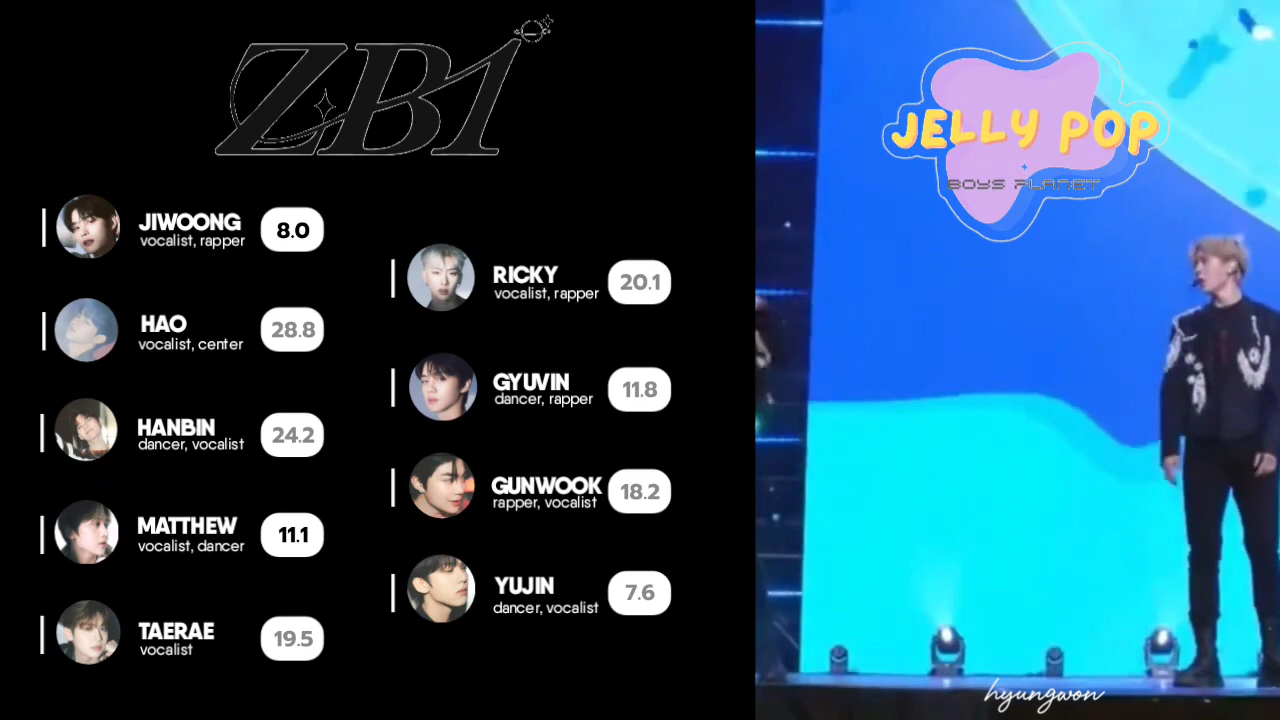 ZB1
JIWOONG
vocalist, rapper
8.0
HAO
vocalist, center
28.8
HANBIN
dancer, vocalist
24.2
MATTHEW
vocalist, dancer
11.1
TAERAE
vocalist
19.5
RICKY
vocalist, rapper
20.1
GYUVIN
dancer, rapper
11.8
GUNWOOK
rapper, vocalist
18.2
YUJIN
dancer, vocalist
7.6
JELLY POP
BOYS PLANET
hyungwon